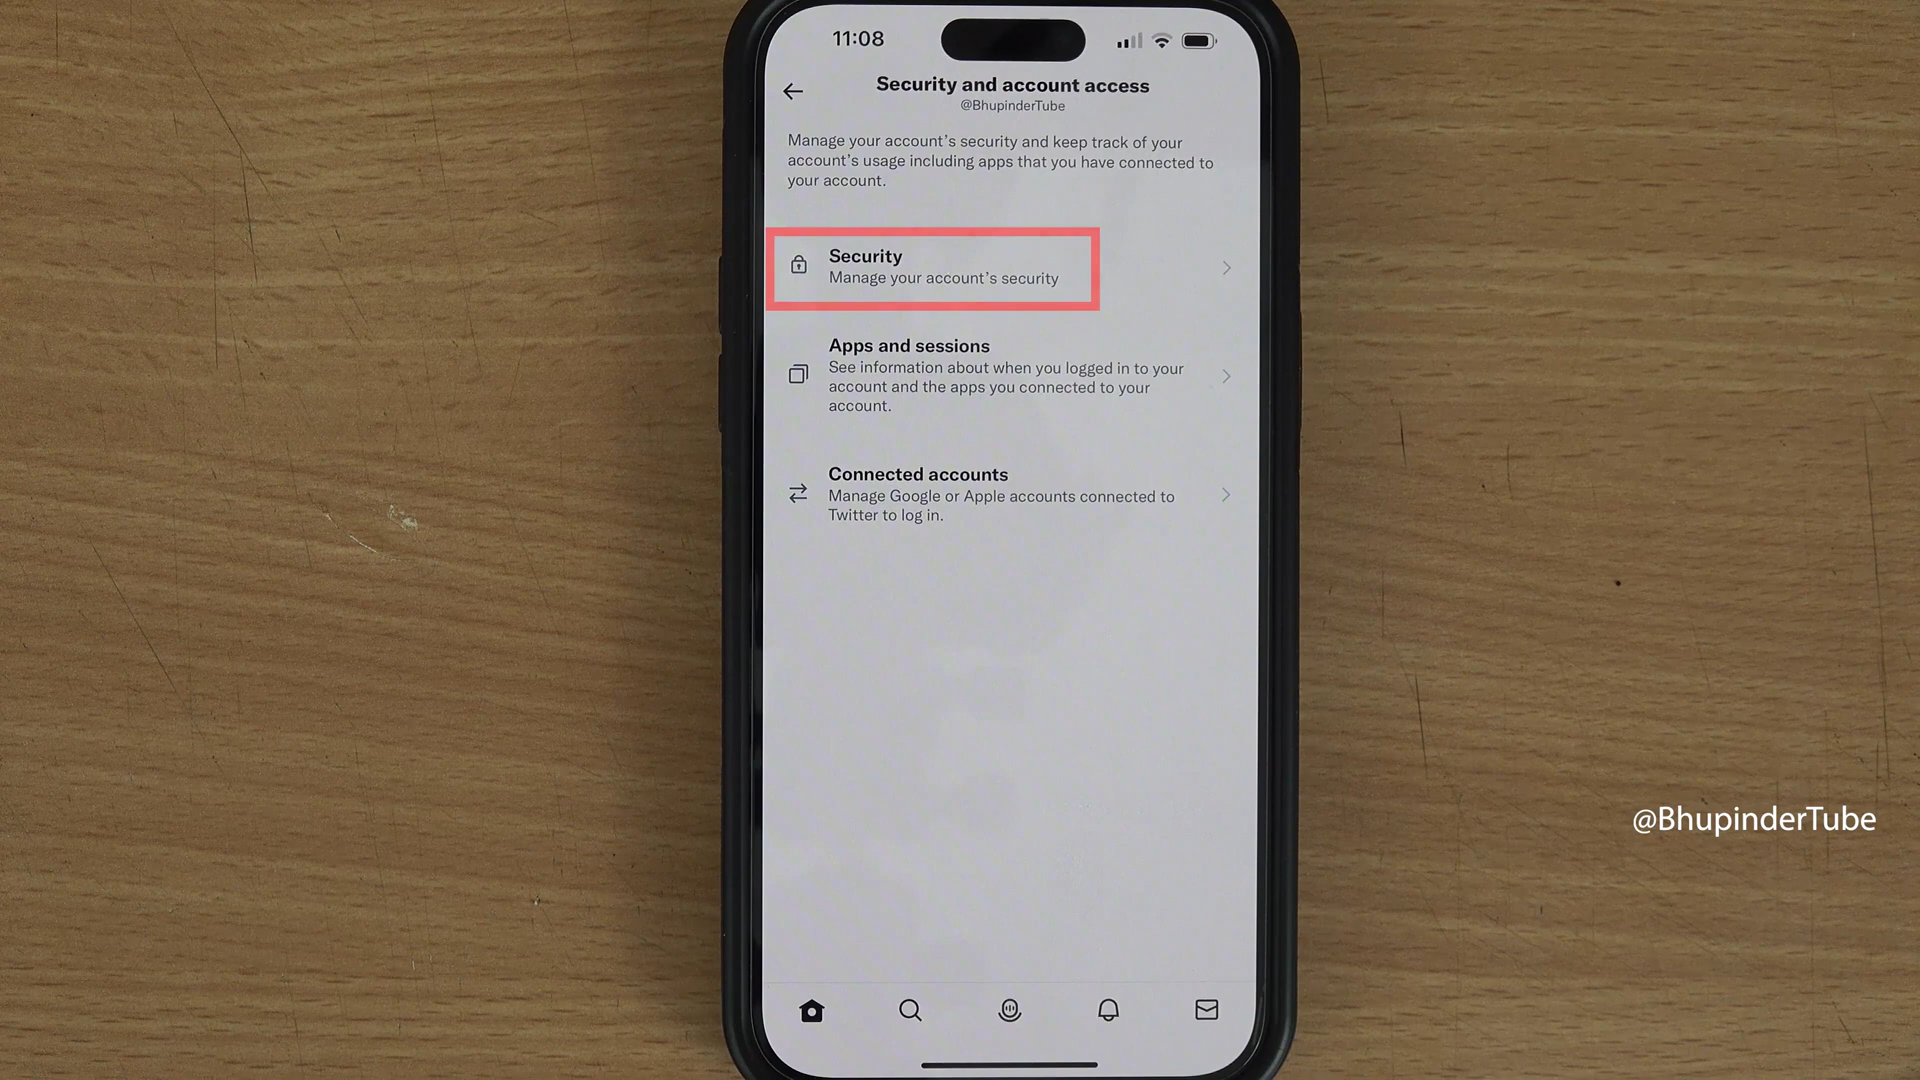 11:08
Security and account access
@BhupinderTube
Manage your account’s security and keep track of your
account’s usage including apps that you have connected to
your account.
Security
Manage your account’s security
Apps and sessions
See information about when you logged in to your
account and the apps you connected to your
account.
Connected accounts
Manage Google or Apple accounts connected to
Twitter to log in.
@BhupinderTube